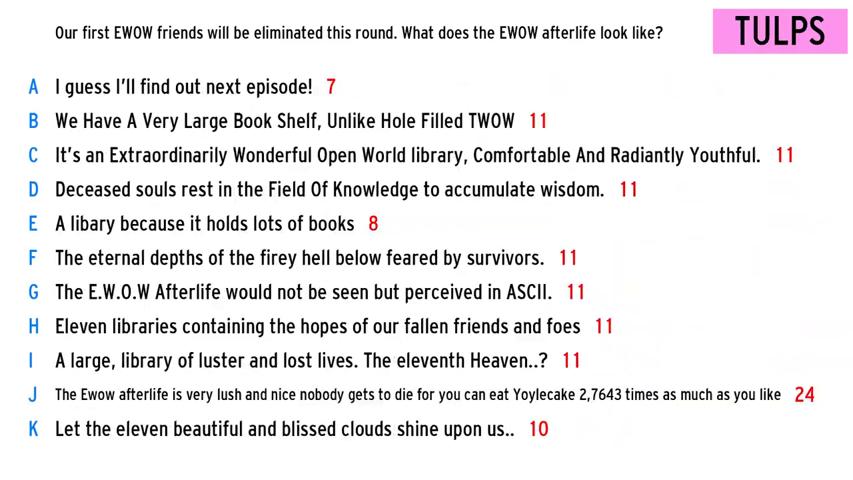 Our first EWOW friends will be eliminated this round. What does the EWOW afterlife look like?
TULPS
A I guess I'll find out next episode! 7
B We Have A Very Large Book Shelf, Unlike Hole Filled TWOW 11
C It's an Extraordinarily Wonderful Open World library, Comfortable And Radiantly Youthful. 11
D Deceased souls rest in the Field Of Knowledge to accumulate wisdom. 11
E A libary because it holds lots of books 8
F The eternal depths of the firey hell below feared by survivors. 11
G The E.W.O.W Afterlife would not be seen but perceived in ASCII. 11
H Eleven libraries containing the hopes of our fallen friends and foes 11
I A large, library of luster and lost lives. The eleventh Heaven..? 11
J The Ewow afterlife is very lush and nice nobody gets to die for you can eat Yoylecake 2,7643 times as much as you like 24
K Let the eleven beautiful and blissed clouds shine upon us.. 10